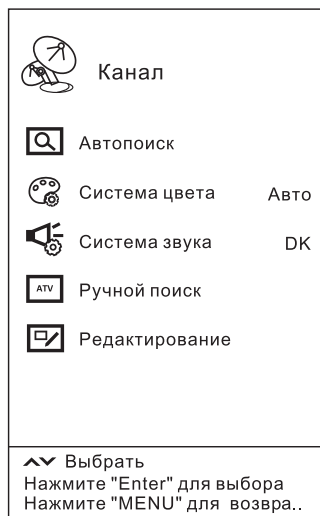 Канал
Автопоиск
Система цвета Авто
Система звука DK
ATV Ручной поиск
Редактирование
Выбрать
Нажмите "Enter" для выбора
Нажмите "MENU" для возвра..